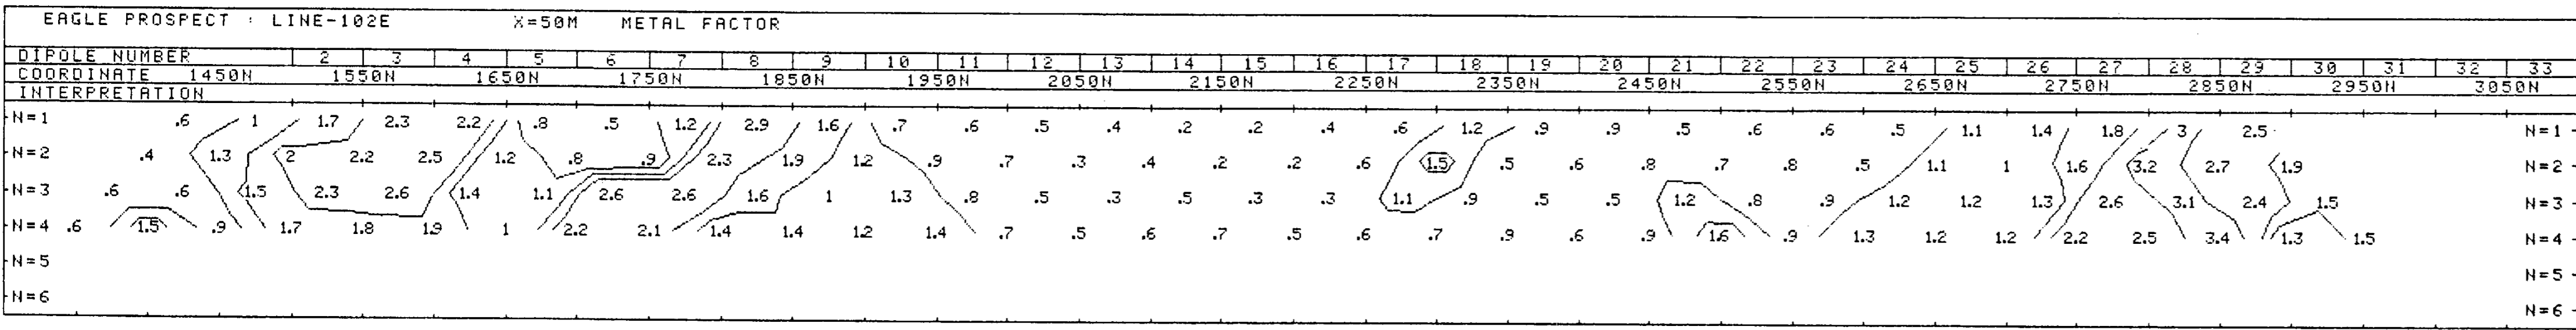 EAGLE PROSPECT : LINE-102E X=50M METAL FACTOR
DIPOLE NUMBER 2 3 4 5 6 7 8 9 10 11 12 13 14 15 16 17 18 19 20 21 22 23 24 25 26 27 28 29 30 31 32 33
COORDINATE 1450N 1550N 1650N 1750N 1850N 1950N 2050N 2150N 2250N 2350N 2450N 2550N 2650N 2750N 2850N 2950N 3050N
INTERPRETATION
N=1 .6 1 1.7 2.3 2.2 .8 .5 1.2 2.9 1.6 .7 .6 .5 .4 .2 .2 .4 .6 1.2 .9 .9 .5 .6 .6 .5 1.1 1.4 1.8 3 2.5 N=1
N=2 .4 1.3 2 2.2 2.5 1.2 .8 .9 2.3 1.9 1.2 .9 .7 .3 .4 .2 .2 .6 1.5 .5 .6 .8 .7 .8 .5 1.1 1 1.6 3.2 2.7 1.9 N=2
N=3 .6 .6 1.5 2.3 2.6 1.4 1.1 2.6 2.6 1.6 1 1.3 .8 .5 .3 .5 .3 .3 1.1 .9 .5 .5 1.2 .8 .9 1.2 1.2 1.3 2.6 3.1 2.4 1.5 N=3
N=4 .6 1.5 .9 1.7 1.8 1.9 1 2.2 2.1 1.4 1.4 1.2 1.4 .7 .5 .6 .7 .5 .6 .7 .9 .6 .9 1.6 .9 1.3 1.2 1.2 2.2 2.5 3.4 1.3 1.5 N=4
N=5 N=5
N=6 N=6